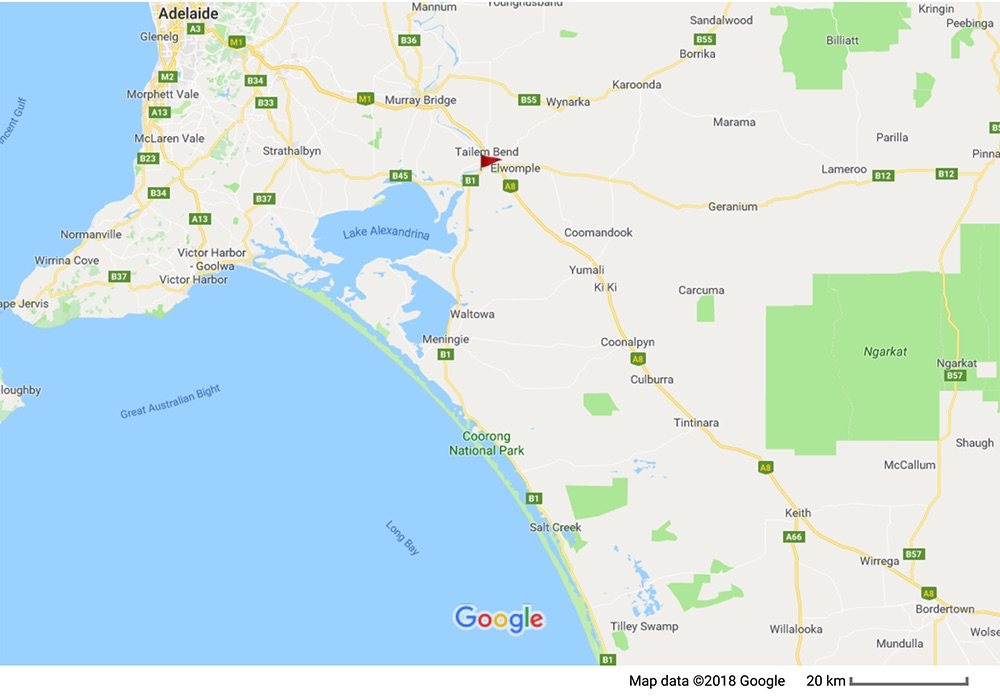 Adelaide
Mannum
Younghusband
Kringin
Glenelg
A3
M1
B36
Sandalwood
B55
Peebinga
Borrika
Billiatt
M2
B34
Karoonda
Morphett Vale
B33
M1
Murray Bridge
B55
Wynarka
A13
Marama
McLaren Vale
Parilla
Strathalbyn
Tailem Bend
Pinna
B23
Elwomple
Lameroo
B12
B12
B45
B1
A8
B34
B37
Geranium
A13
Normanville
Lake Alexandrina
Coomandook
Wirrina Cove
Victor Harbor
- Goolwa
B37
Victor Harbor
Yumali
Ki Ki
Carcuma
ape Jervis
Waltowa
Meningie
Coonalpyn
B1
A8
Ngarkat
Ngarkat
B57
Culburra
loughby
Great Australian Bight
Tintinara
Coorong
National Park
Shaugh
A8
McCallum
B1
Keith
Salt Creek
Long Bay
A66
Wirrega
B57
A8
Bordertown
Google
Tilley Swamp
Willalooka
Wolse
Mundulla
B1
Map data ©2018 Google 20 km